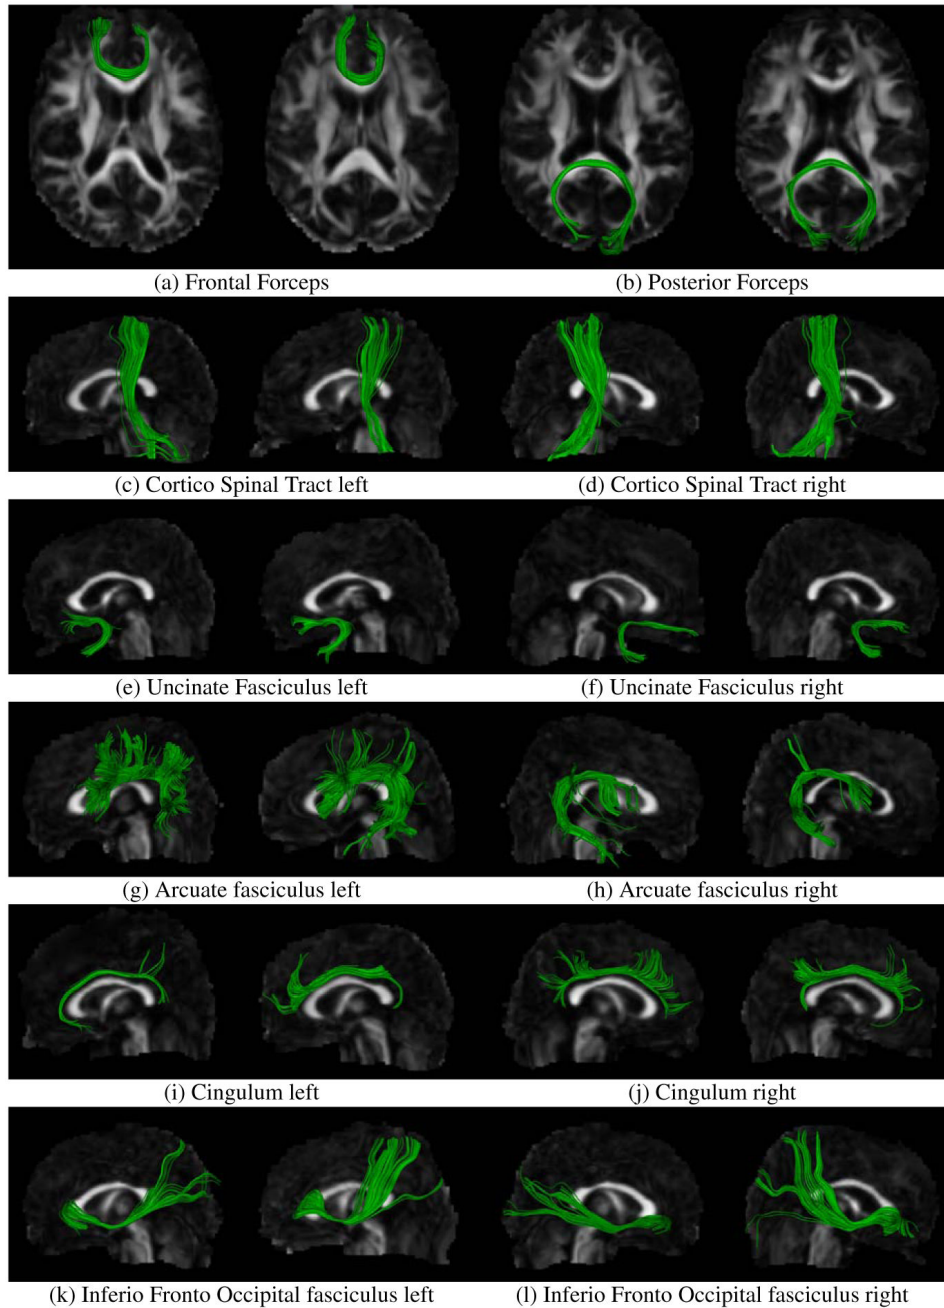 (a) Frontal Forceps
(b) Posterior Forceps
(c) Cortico Spinal Tract left
(d) Cortico Spinal Tract right
(e) Uncinate Fasciculus left
(f) Uncinate Fasciculus right
(g) Arcuate fasciculus left
(h) Arcuate fasciculus right
(i) Cingulum left
(j) Cingulum right
(k) Inferio Fronto Occipital fasciculus left
(l) Inferio Fronto Occipital fasciculus right